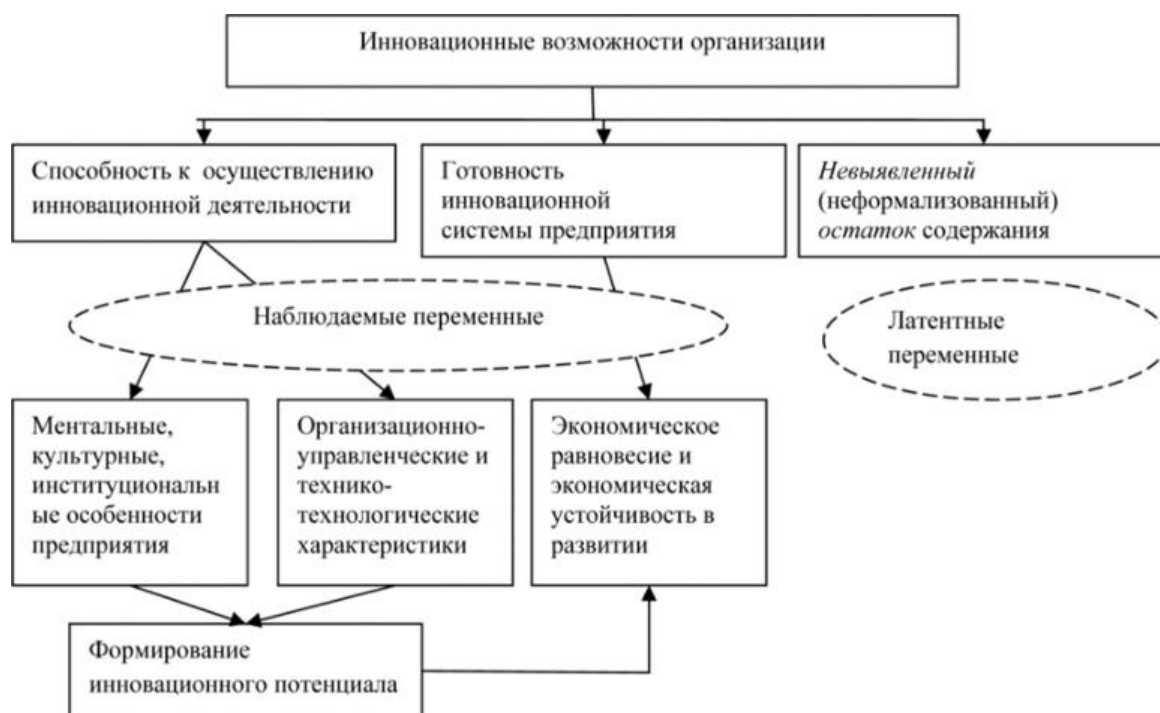 Инновационные возможности организации
Способность к осуществлению
инновационной деятельности
Готовность
инновационной
системы предприятия
Невыявленный
(неформализованный)
остаток содержания
Наблюдаемые переменные
Латентные
переменные
Ментальные,
культурные,
институциональн
ые особенности
предприятия
Организационно-
управленческие и
технико-
технологические
характеристики
Экономическое
равновесие и
экономическая
устойчивость в
развитии
Формирование
инновационного потенциала